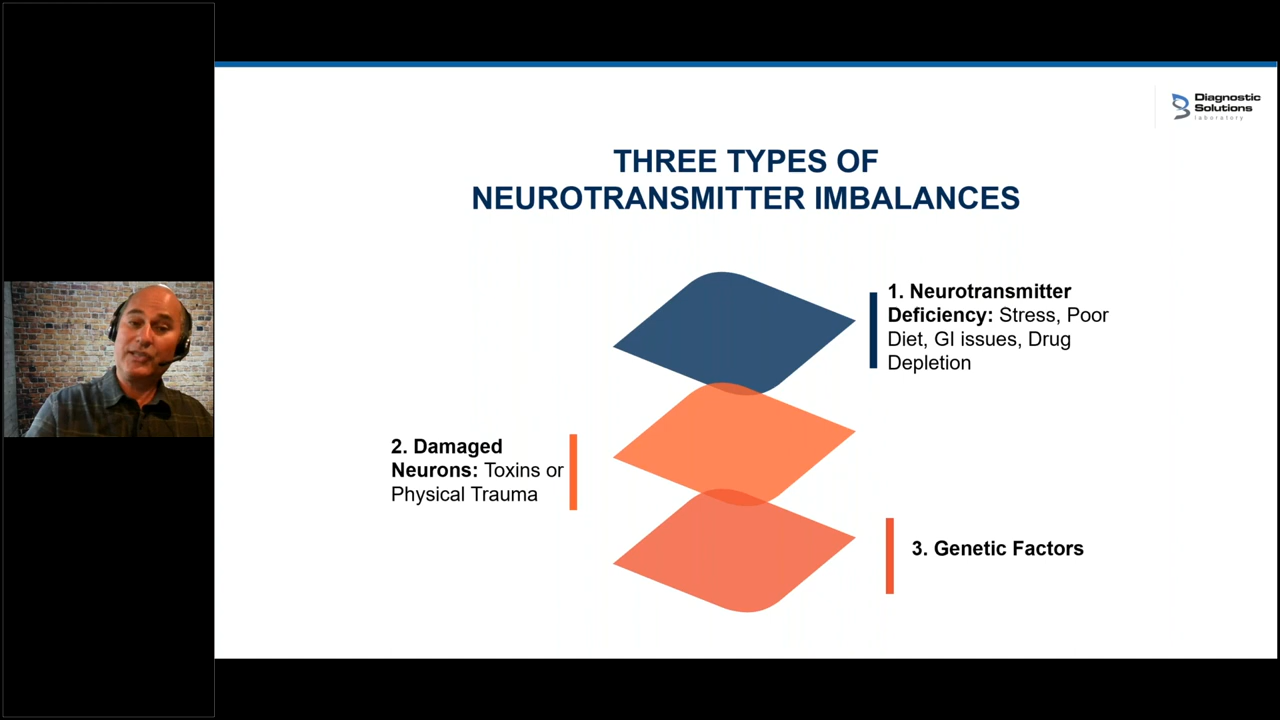 Diagnostic
Solutions
laboratory
THREE TYPES OF
NEUROTRANSMITTER IMBALANCES
1. Neurotransmitter
Deficiency: Stress, Poor
Diet, GI issues, Drug
Depletion
2. Damaged
Neurons: Toxins or
Physical Trauma
3. Genetic Factors